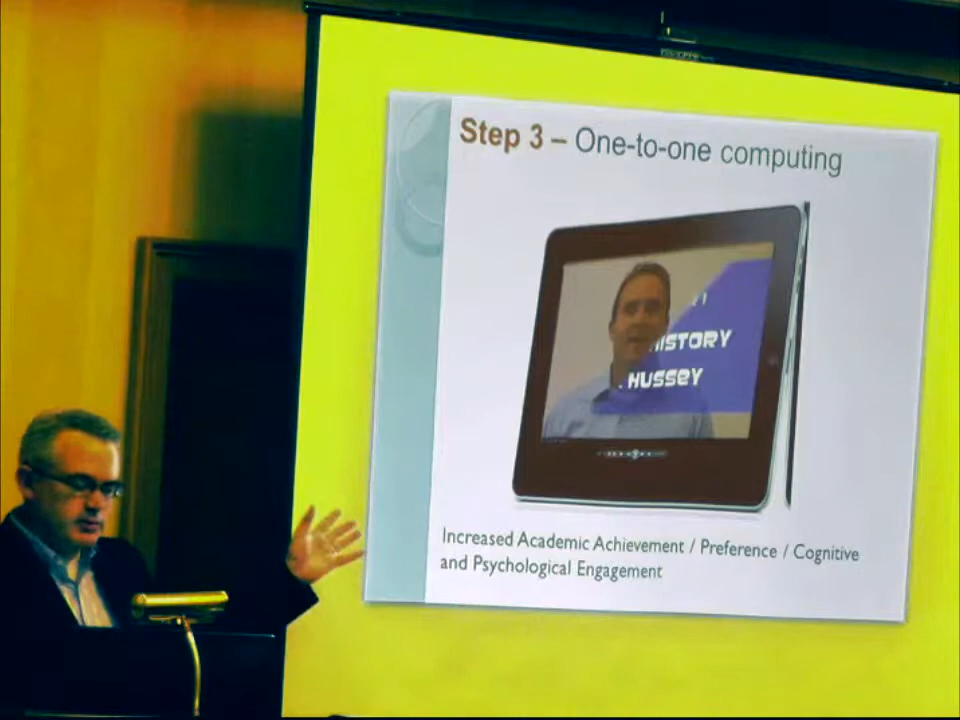 Step 3 – One-to-one computing
HISTORY
HUSSEY
Increased Academic Achievement / Preference / Cognitive
and Psychological Engagement